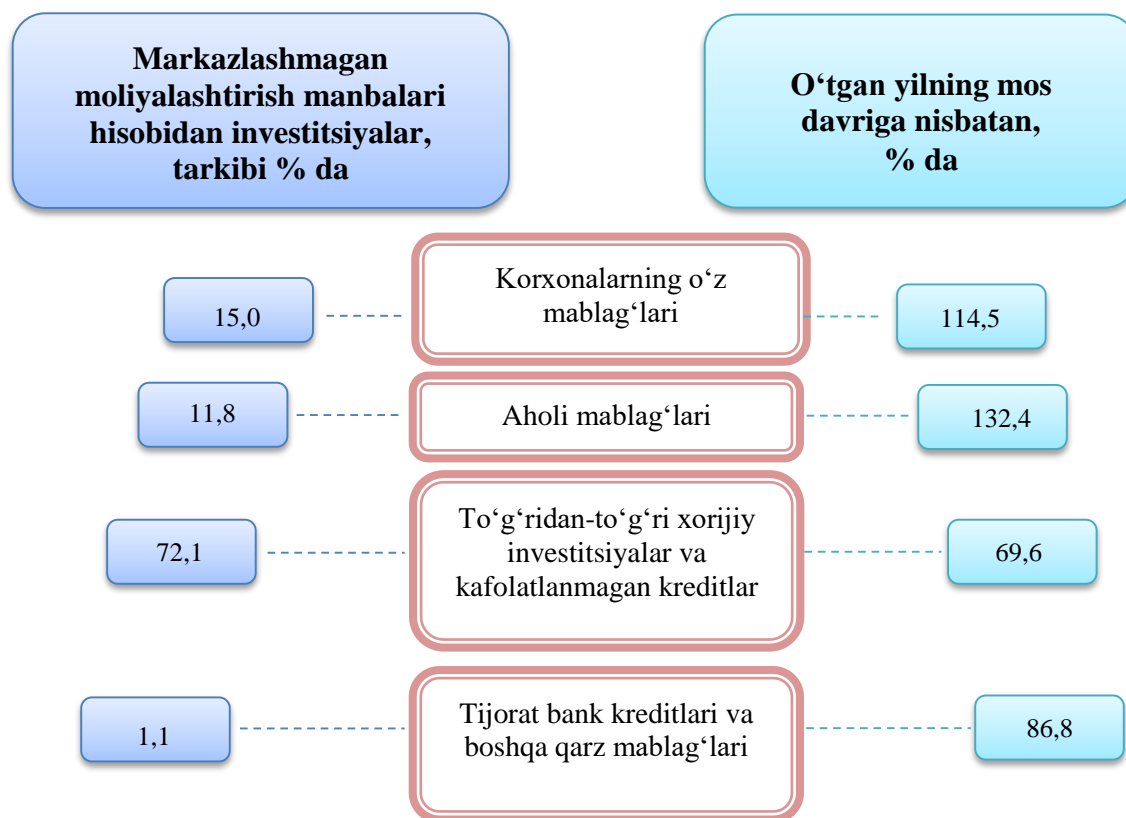 Markazlashmagan
moliyalashtirish manbalari
hisobidan investitsiyalar,
tarkibi % da
O‘tgan yilning mos
davriga nisbatan,
% da
15,0
Korxonalarning o‘z
mablag‘lari
114,5
11,8
Aholi mablag‘lari
132,4
72,1
To‘g‘ridan-to‘g‘ri xorijiy
investitsiyalar va
kafolatlanmagan kreditlar
69,6
1,1
Tijorat bank kreditlari va
boshqa qarz mablag‘lari
86,8